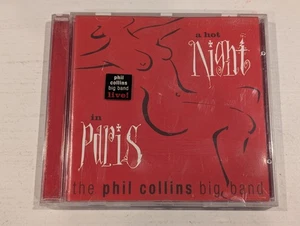 a hot
Night
phil
collins
big band
live!
in
Paris
the phil collins big band